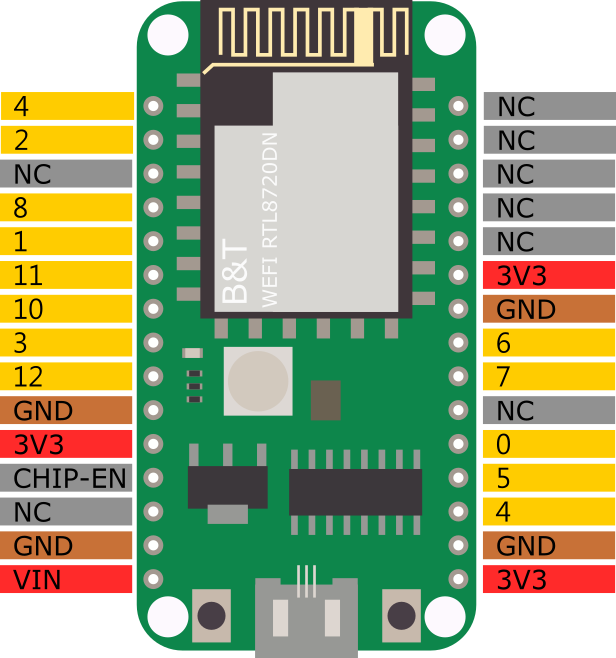 4
2
NC
8
1
11
10
3
12
GND
3V3
CHIP-EN
NC
GND
VIN
B&T
WEFI RTL8720DN
NC
NC
NC
NC
NC
3V3
GND
6
7
NC
0
5
4
GND
3V3